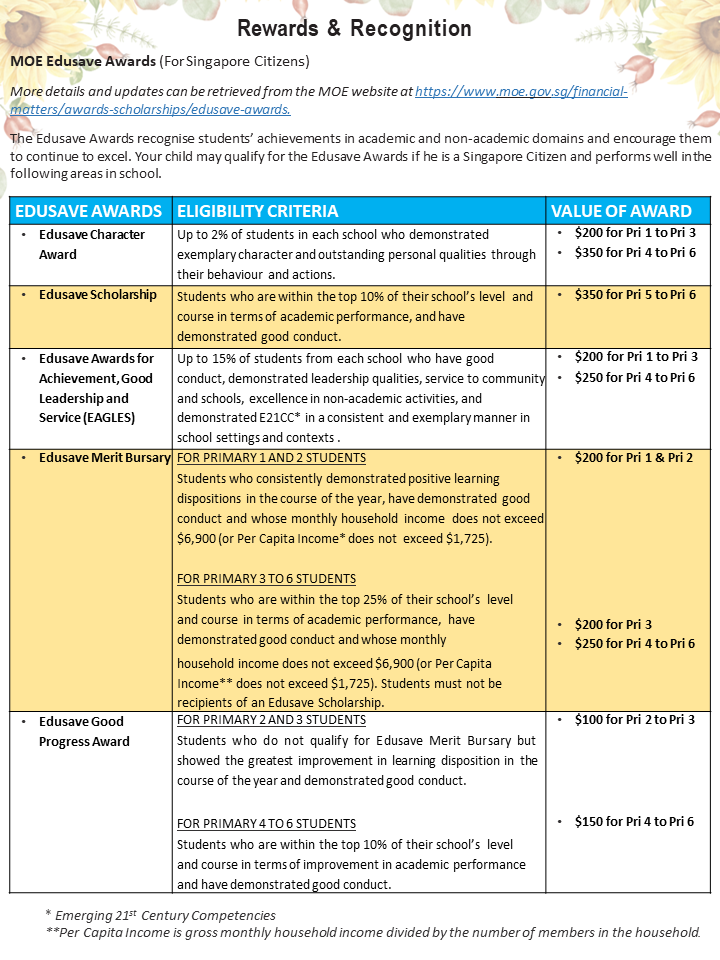 Rewards & Recognition
MOE Edusave Awards (For Singapore Citizens)
More details and updates can be retrieved from the MOE website at https://www.moe.gov.sg/financial-
matters/awards-scholarships/edusave-awards.
The Edusave Awards recognise students’ achievements in academic and non-academic domains and encourage them
to continue to excel. Your child may qualify for the Edusave Awards if he is a Singapore Citizen and performs well in the
following areas in school.
EDUSAVE AWARDS ELIGIBILITY CRITERIA VALUE OF AWARD
• Edusave Character
Award
Up to 2% of students in each school who demonstrated
exemplary character and outstanding personal qualities through
their behaviour and actions.
• $200 for Pri 1 to Pri 3
• $350 for Pri 4 to Pri 6
• Edusave Scholarship
Students who are within the top 10% of their school’s level and
course in terms of academic performance, and have
demonstrated good conduct.
• $350 for Pri 5 to Pri 6
• Edusave Awards for
Achievement, Good
Leadership and
Service (EAGLES)
Up to 15% of students from each school who have good
conduct, demonstrated leadership qualities, service to community
and schools, excellence in non-academic activities, and
demonstrated E21CC* in a consistent and exemplary manner in
school settings and contexts .
• $200 for Pri 1 to Pri 3
• $250 for Pri 4 to Pri 6
• Edusave Merit Bursary
FOR PRIMARY 1 AND 2 STUDENTS
Students who consistently demonstrated positive learning
dispositions in the course of the year, have demonstrated good
conduct and whose monthly household income does not exceed
$6,900 (or Per Capita Income* does not exceed $1,725).
• $200 for Pri 1 & Pri 2
FOR PRIMARY 3 TO 6 STUDENTS
Students who are within the top 25% of their school’s level
and course in terms of academic performance, have
demonstrated good conduct and whose monthly
household income does not exceed $6,900 (or Per Capita
Income** does not exceed $1,725). Students must not be
recipients of an Edusave Scholarship.
• $200 for Pri 3
• $250 for Pri 4 to Pri 6
• Edusave Good
Progress Award
FOR PRIMARY 2 AND 3 STUDENTS
Students who do not qualify for Edusave Merit Bursary but
showed the greatest improvement in learning disposition in the
course of the year and demonstrated good conduct.
• $100 for Pri 2 to Pri 3
FOR PRIMARY 4 TO 6 STUDENTS
Students who are within the top 10% of their school’s level
and course in terms of improvement in academic performance
and have demonstrated good conduct.
• $150 for Pri 4 to Pri 6
* Emerging 21st Century Competencies
**Per Capita Income is gross monthly household income divided by the number of members in the household.